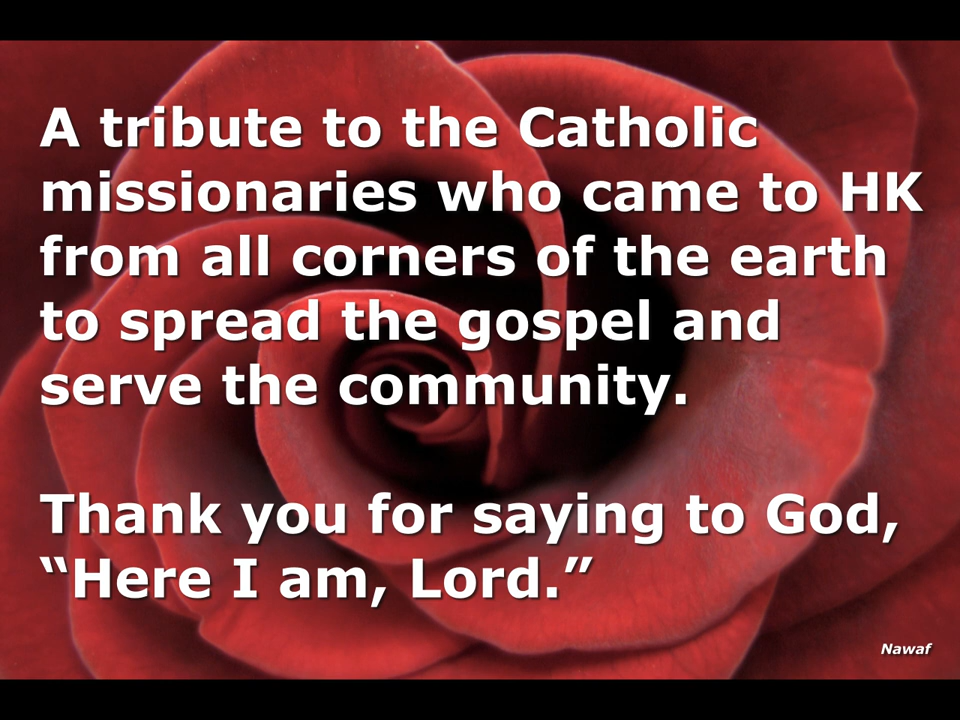 A tribute to the Catholic
missionaries who came to HK
from all corners of the earth
to spread the gospel and
serve the community.
Thank you for saying to God,
“Here I am, Lord.”
Nawaf